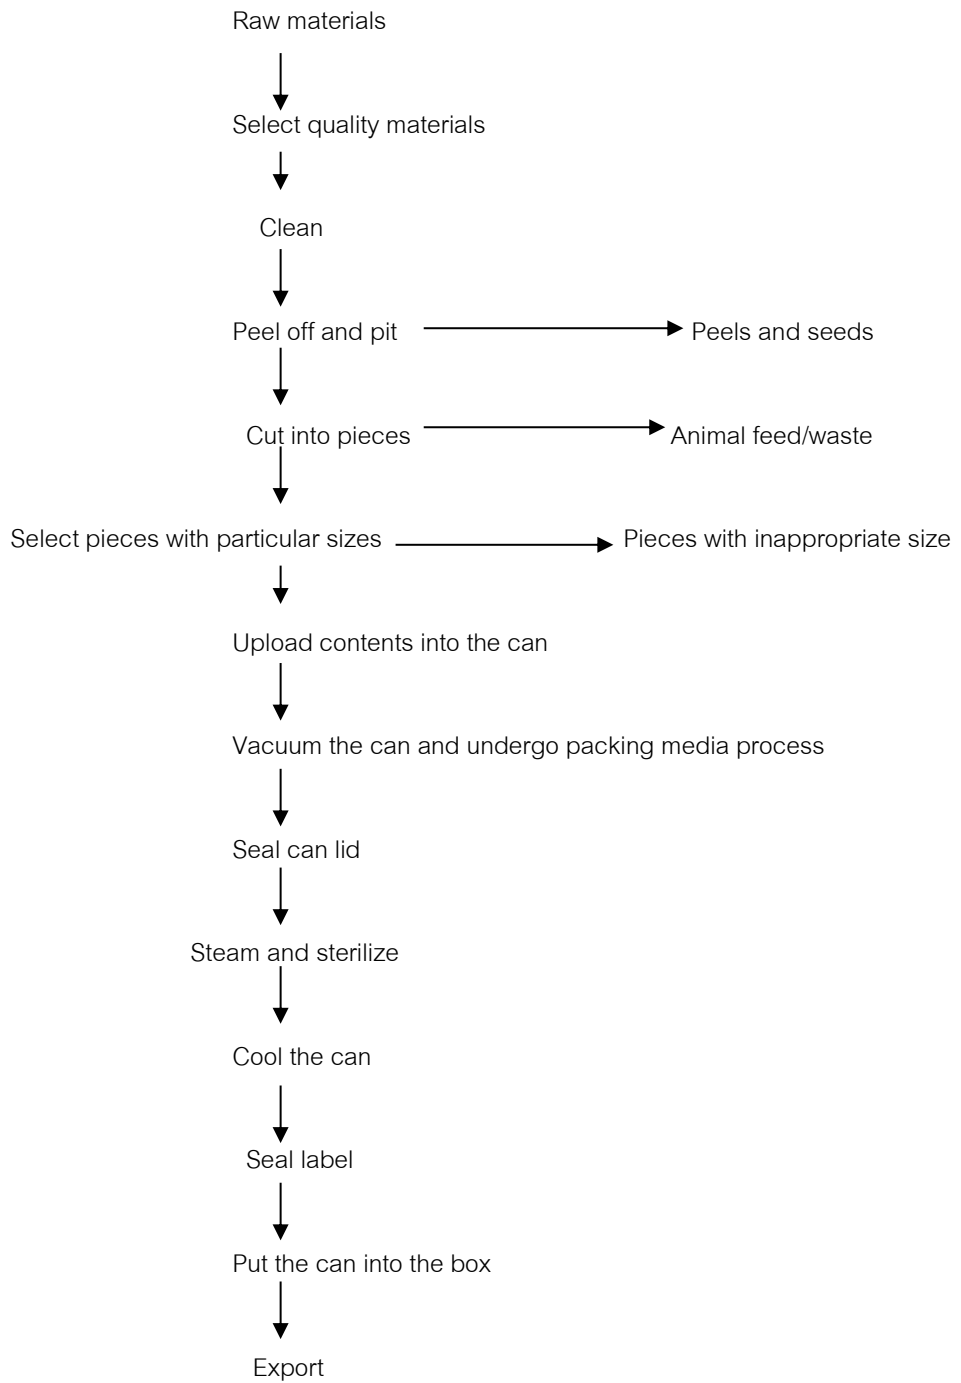 Raw materials
Select quality materials
Clean
Peel off and pit
Peels and seeds
Cut into pieces
Animal feed/waste
Select pieces with particular sizes
Pieces with inappropriate size
Upload contents into the can
Vacuum the can and undergo packing media process
Seal can lid
Steam and sterilize
Cool the can
Seal label
Put the can into the box
Export